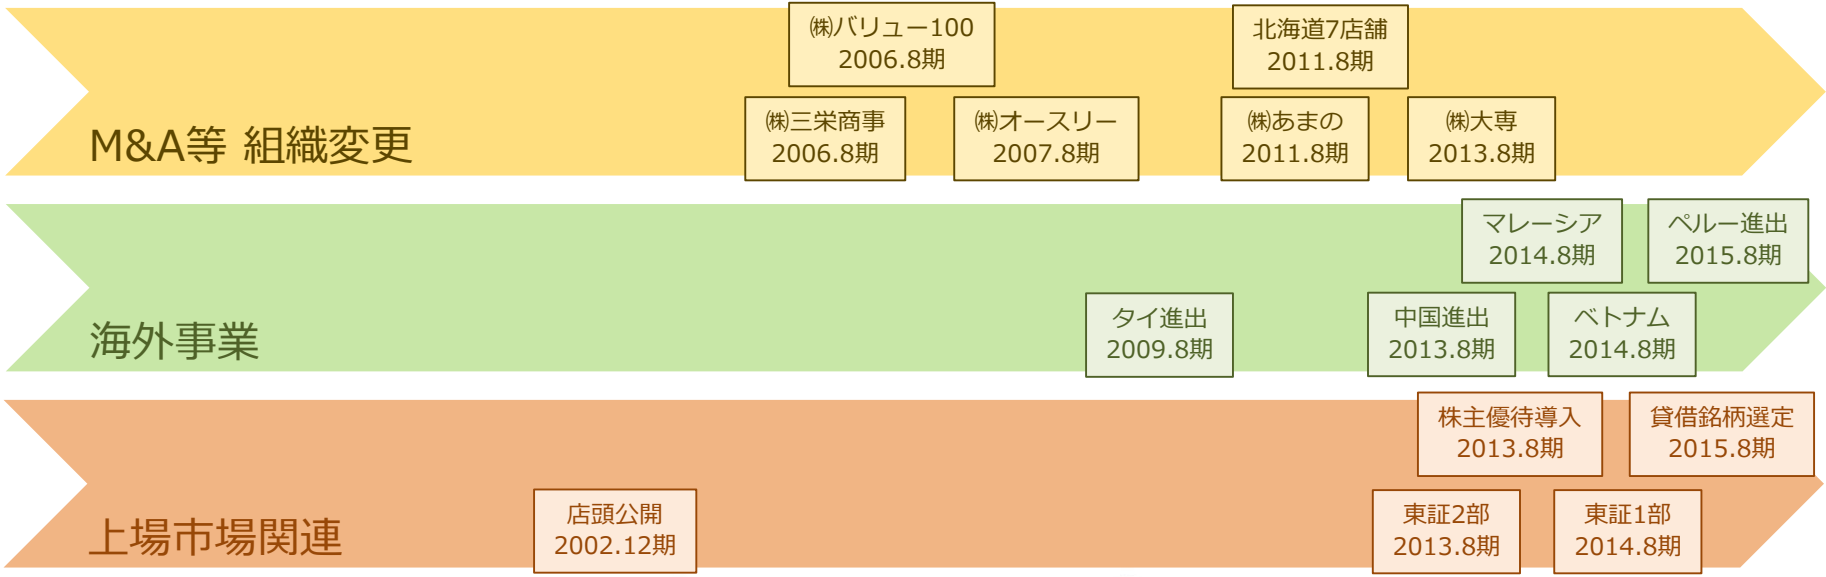 ㈱バリュー100
2006.8期
北海道7店舗
2011.8期
M&A等 組織変更
㈱三栄商事
2006.8期
㈱オースリー
2007.8期
㈱あまの
2011.8期
㈱大専
2013.8期
マレーシア
2014.8期
ペルー進出
2015.8期
海外事業
タイ進出
2009.8期
中国進出
2013.8期
ベトナム
2014.8期
株主優待導入
2013.8期
貸借銘柄選定
2015.8期
上場市場関連
店頭公開
2002.12期
東証2部
2013.8期
東証1部
2014.8期